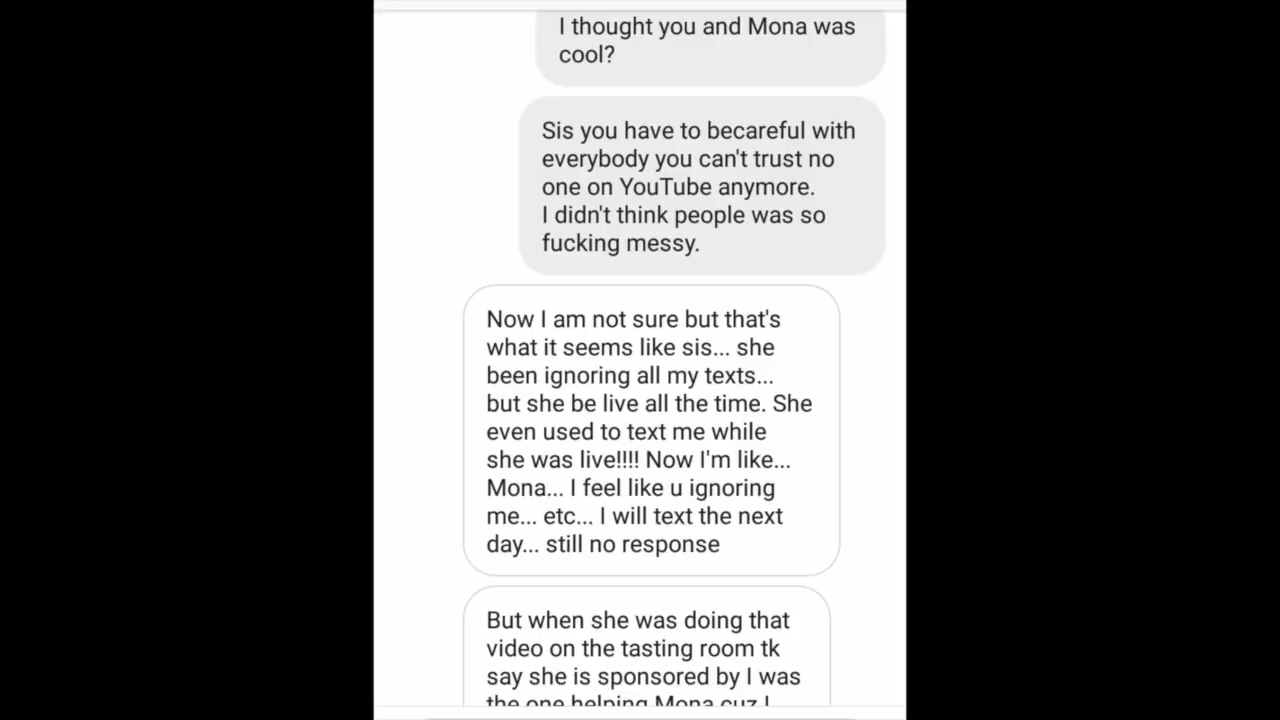 I thought you and Mona was
cool?
Sis you have to becareful with
everybody you can't trust no
one on YouTube anymore.
I didn't think people was so
fucking messy.
Now I am not sure but that's
what it seems like sis... she
been ignoring all my texts...
but she be live all the time. She
even used to text me while
she was live!!!! Now I'm like...
Mona... I feel like u ignoring
me... etc... I will text the next
day... still no response
But when she was doing that
video on the tasting room tk
say she is sponsored by I was
the one helping Mona cuz I